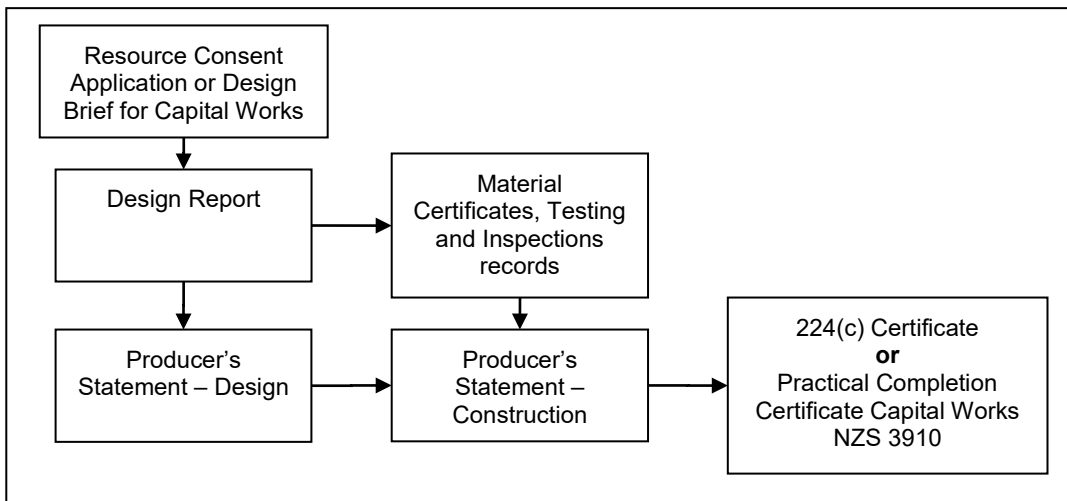 Resource Consent
Application or Design
Brief for Capital Works
Design Report
Material
Certificates, Testing
and Inspections
records
Producer’s
Statement – Design
Producer’s
Statement –
Construction
224(c) Certificate
or
Practical Completion
Certificate Capital Works
NZS 3910